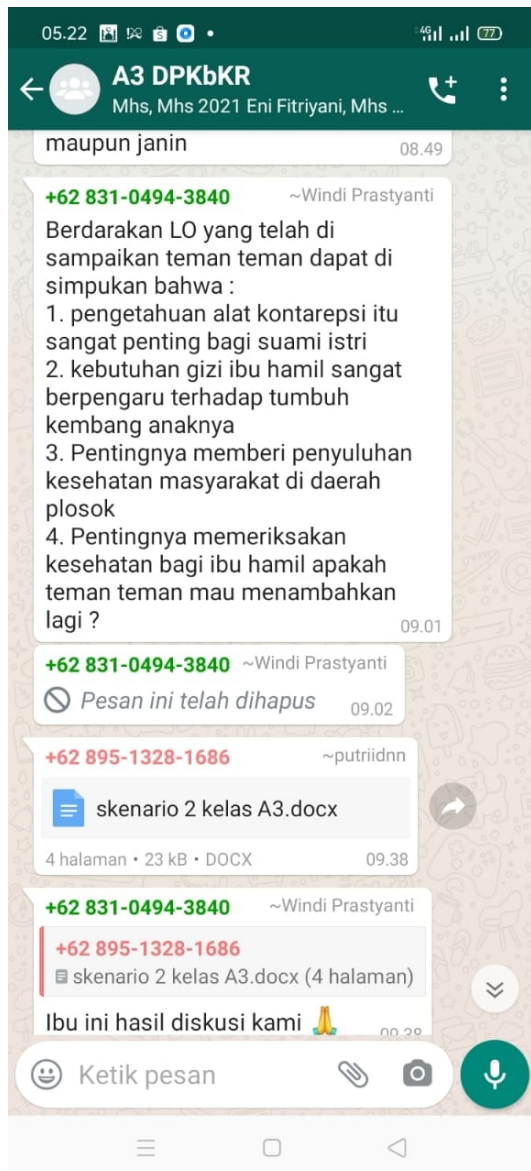 05.22
4G
77
A3 DPKbKR
Mhs, Mhs 2021 Eni Fitriyani, Mhs ...
maupun janin
08.49
+62 831-0494-3840 ~Windi Prastyanti
Berdarakan LO yang telah di
sampaikan teman teman dapat di
simpukan bahwa :
1. pengetahuan alat kontarepsi itu
sangat penting bagi suami istri
2. kebutuhan gizi ibu hamil sangat
berpengaru terhadap tumbuh
kembang anaknya
3. Pentingnya memberi penyuluhan
kesehatan masyarakat di daerah
plosok
4. Pentingnya memeriksakan
kesehatan bagi ibu hamil apakah
teman teman mau menambahkan
lagi ?
09.01
+62 831-0494-3840 ~Windi Prastyanti
Pesan ini telah dihapus
09.02
+62 895-1328-1686 ~putriidnn
skenario 2 kelas A3.docx
4 halaman • 23 kB • DOCX
09.38
+62 831-0494-3840 ~Windi Prastyanti
+62 895-1328-1686
skenario 2 kelas A3.docx (4 halaman)
Ibu ini hasil diskusi kami 🙏
Ketik pesan